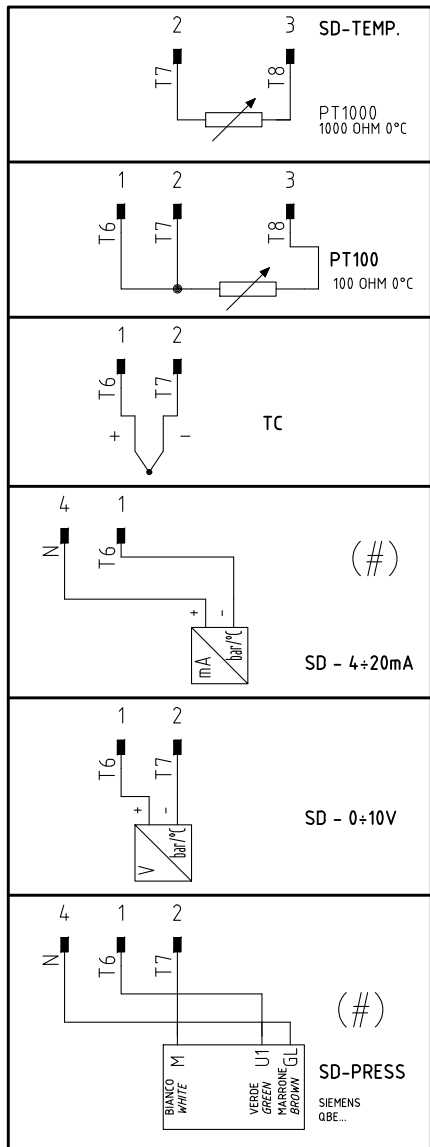 2 3 SD-TEMP.
T7 T8
PT1000
1000 OHM 0°C
1 2 3
T6 T7 T8
PT100
100 OHM 0°C
1 2
T6 T7
+ -
TC
4 1
N T6
(#)
+ -
mA bar/°C
SD - 4÷20mA
1 2
T6 T7
+ -
V bar/°C
SD - 0÷10V
4 1 2
N T6 T7
(#)
M U1 GL
BIANCO VERDE MARRONE
WHITE GREEN BROWN
SD-PRESS
SIEMENS
QBE...